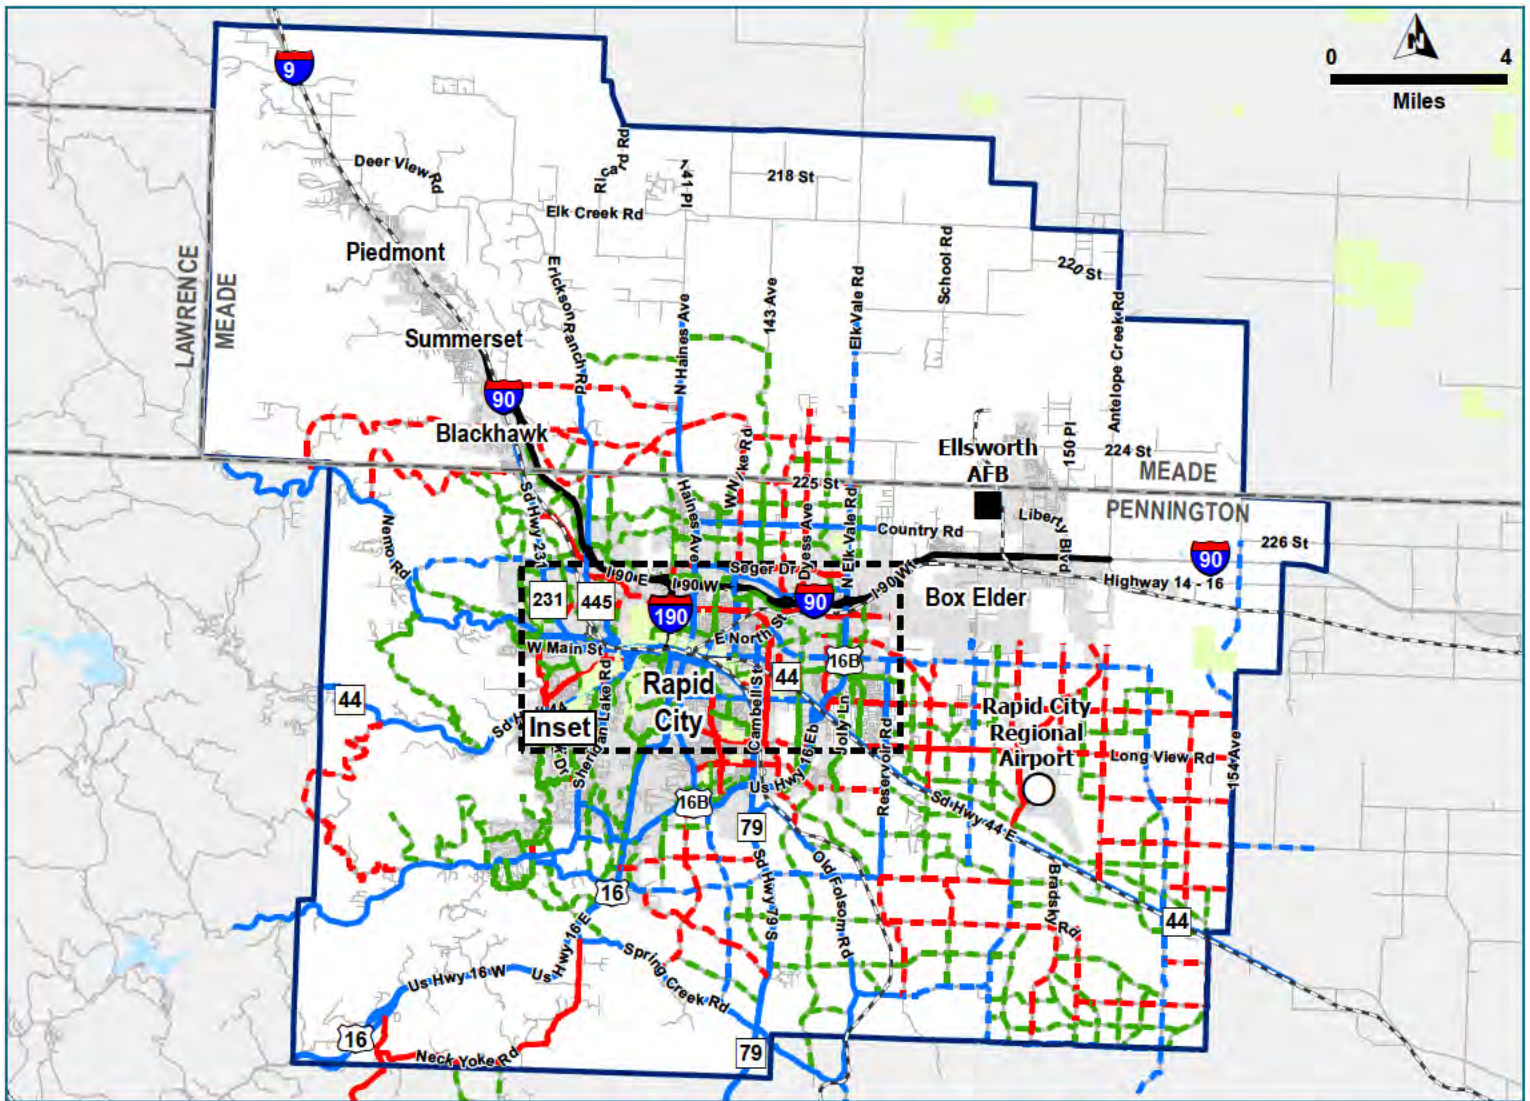 0 4
Miles
N
9
Deer View Rd
Ricard Rd
741 Pl
218 St
Elk Creek Rd
Piedmont
LAWRENCE
MEADE
Erickson Ranch Rd
N Haines Ave
143 Ave
Elk Vale Rd
School Rd
220 St
Antelope Creek Rd
Summerset
90
Blackhawk
Ellsworth
AFB
150 Pl
224 St
MEADE
PENNINGTON
225 St
Haines Ave
Dyess Ave
N Elk Vale Rd
Country Rd
Liberty Blvd
226 St
90
Highway 14 - 16
Nemo Rd
Sd Hwy 231
I 90 E
I 90 W
Seger Dr
I 90 W
231
445
190
90
Box Elder
E North St
W Main St
16B
44
44
Rapid
City
Cambell St
Jolly Ln
Reservoir Rd
Rapid City
Regional
Airport
Inset
Sheridan Lake Rd
Long View Rd
154 Ave
Us Hwy 16 Eb
16B
79
Sd Hwy 44 E
Old Folsom Rd
Sd Hwy 79 S
Bradsky Rd
44
16
Us Hwy 16 E
Us Hwy 16 W
Spring Creek Rd
16
Neck Yoke Rd
79